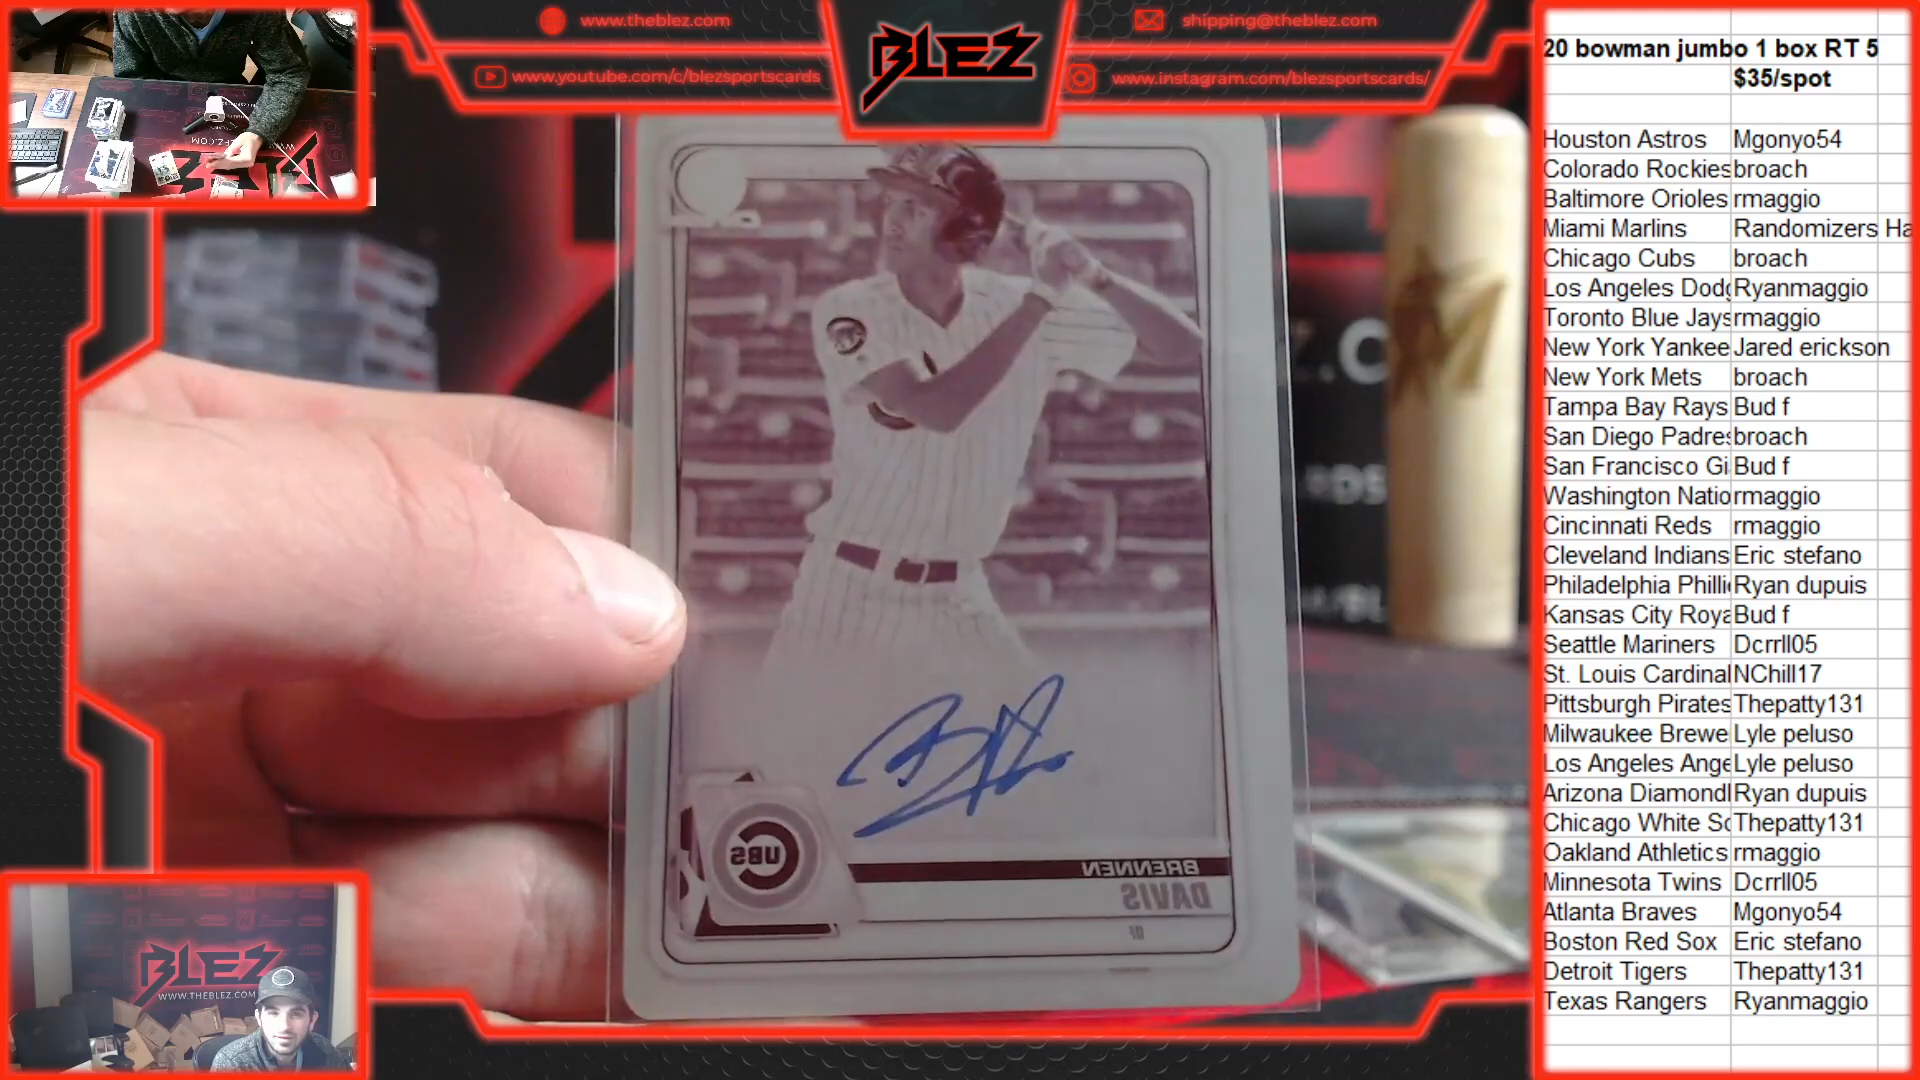 www.theblez.com
BLEZ
shipping@theblez.com
www.youtube.com/c/blezsportscards
www.instagram.com/blezsportscards/
20 bowman jumbo 1 box RT 5
$35/spot
Houston Astros Mgonyo54
Colorado Rockies broach
Baltimore Orioles rmaggio
Miami Marlins Randomizers Ha
Chicago Cubs broach
Los Angeles Dodg Ryanmaggio
Toronto Blue Jays rmaggio
New York Yankee Jared erickson
New York Mets broach
Tampa Bay Rays Bud f
San Diego Padres broach
San Francisco Gi Bud f
Washington Natio rmaggio
Cincinnati Reds rmaggio
Cleveland Indians Eric stefano
Philadelphia Philli Ryan dupuis
Kansas City Roya Bud f
Seattle Mariners Dcrrll05
St. Louis Cardinal NChill17
Pittsburgh Pirates Thepatty131
Milwaukee Brewe Lyle peluso
Los Angeles Ange Lyle peluso
Arizona Diamond Ryan dupuis
Chicago White So Thepatty131
Oakland Athletics rmaggio
Minnesota Twins Dcrrll05
Atlanta Braves Mgonyo54
Boston Red Sox Eric stefano
Detroit Tigers Thepatty131
Texas Rangers Ryanmaggio
CUBS
BRENNEN
DAVIS
OF
BLEZ
WWW.THEBLEZ.COM